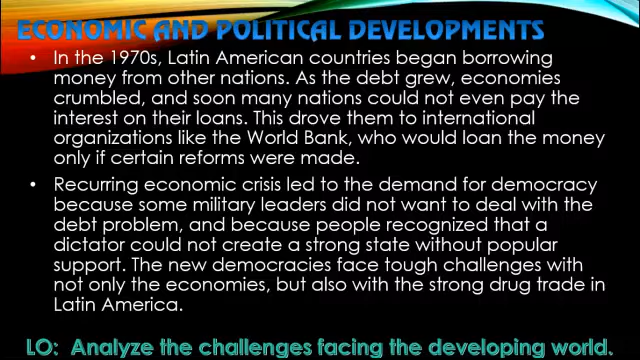 ECONOMIC AND POLITICAL DEVELOPMENTS
• In the 1970s, Latin American countries began borrowing
money from other nations. As the debt grew, economies
crumbled, and soon many nations could not even pay the
interest on their loans. This drove them to international
organizations like the World Bank, who would loan the money
only if certain reforms were made.
• Recurring economic crisis led to the demand for democracy
because some military leaders did not want to deal with the
debt problem, and because people recognized that a
dictator could not create a strong state without popular
support. The new democracies face tough challenges with
not only the economies, but also with the strong drug trade in
Latin America.
LO: Analyze the challenges facing the developing world.